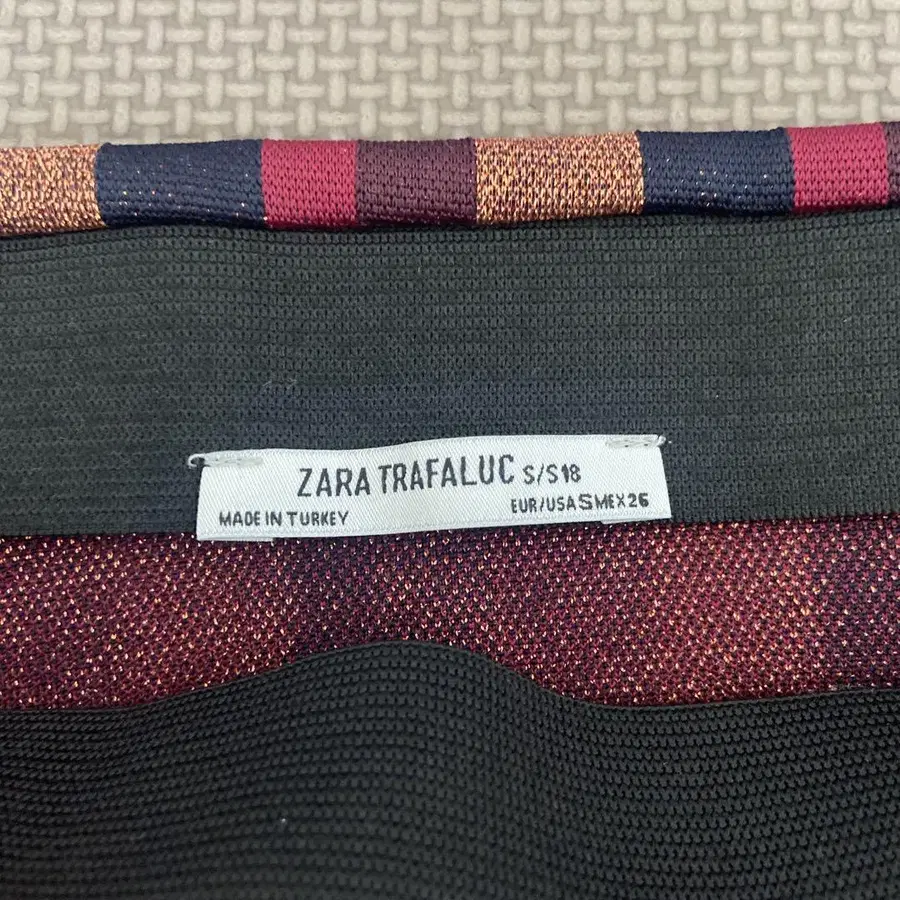 ZARA TRAFALUC S/S18
MADE IN TURKEY EUR/USA S MEX 26